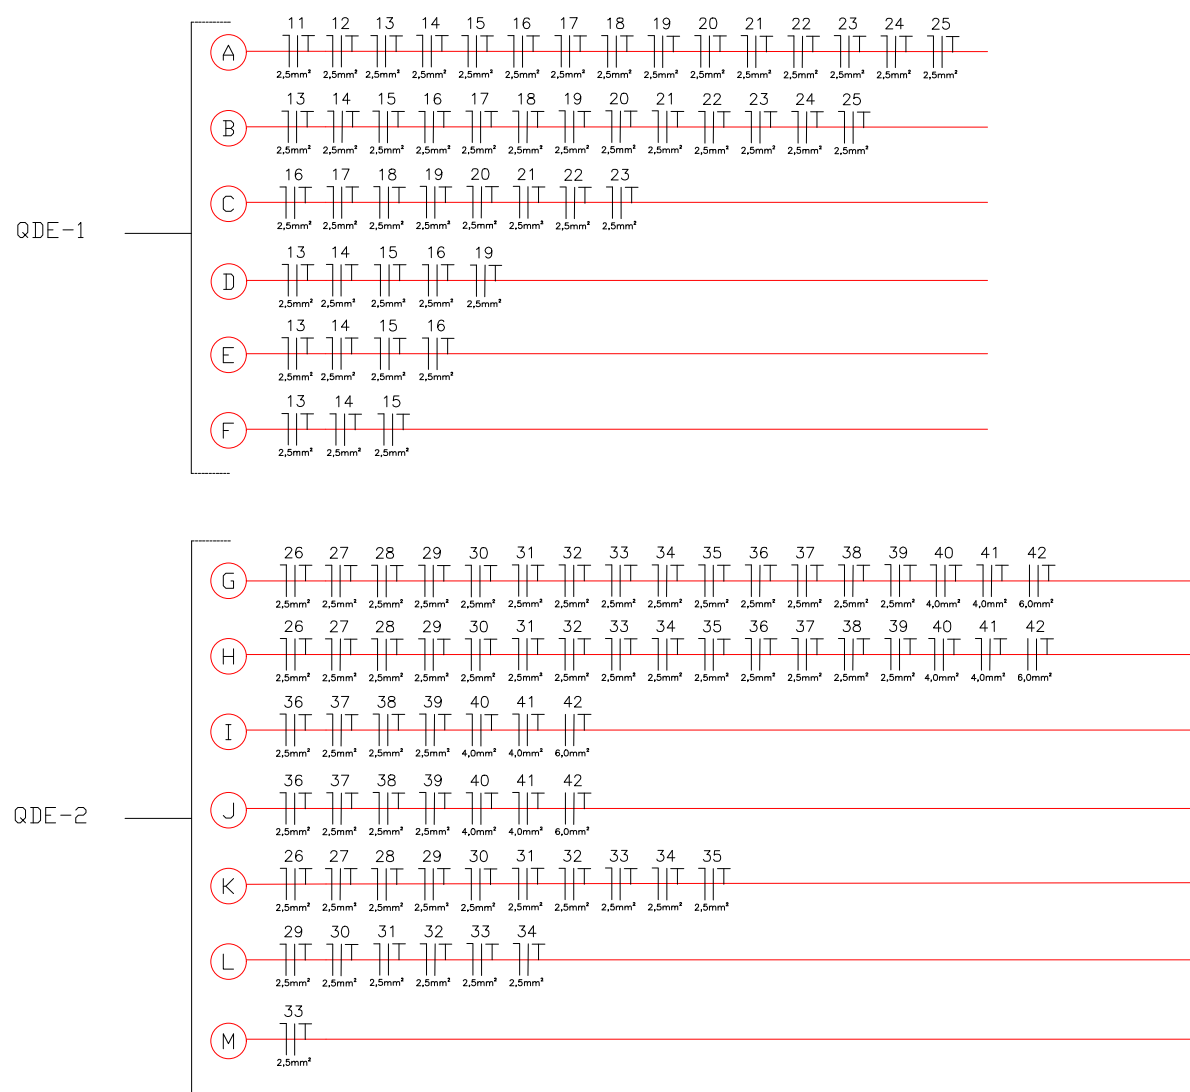 11 12 13 14 15 16 17 18 19 20 21 22 23 24 25
A
2,5mm² 2,5mm² 2,5mm² 2,5mm² 2,5mm² 2,5mm² 2,5mm² 2,5mm² 2,5mm² 2,5mm² 2,5mm² 2,5mm² 2,5mm² 2,5mm² 2,5mm²
13 14 15 16 17 18 19 20 21 22 23 24 25
B
2,5mm² 2,5mm² 2,5mm² 2,5mm² 2,5mm² 2,5mm² 2,5mm² 2,5mm² 2,5mm² 2,5mm² 2,5mm² 2,5mm² 2,5mm²
16 17 18 19 20 21 22 23
C
2,5mm² 2,5mm² 2,5mm² 2,5mm² 2,5mm² 2,5mm² 2,5mm² 2,5mm²
QDE-1
13 14 15 16 19
D
2,5mm² 2,5mm² 2,5mm² 2,5mm² 2,5mm²
13 14 15 16
E
2,5mm² 2,5mm² 2,5mm² 2,5mm²
13 14 15
F
2,5mm² 2,5mm² 2,5mm²
26 27 28 29 30 31 32 33 34 35 36 37 38 39 40 41 42
G
2,5mm² 2,5mm² 2,5mm² 2,5mm² 2,5mm² 2,5mm² 2,5mm² 2,5mm² 2,5mm² 2,5mm² 2,5mm² 2,5mm² 2,5mm² 2,5mm² 4,0mm² 4,0mm² 6,0mm²
26 27 28 29 30 31 32 33 34 35 36 37 38 39 40 41 42
H
2,5mm² 2,5mm² 2,5mm² 2,5mm² 2,5mm² 2,5mm² 2,5mm² 2,5mm² 2,5mm² 2,5mm² 2,5mm² 2,5mm² 2,5mm² 2,5mm² 4,0mm² 4,0mm² 6,0mm²
36 37 38 39 40 41 42
I
2,5mm² 2,5mm² 2,5mm² 2,5mm² 4,0mm² 4,0mm² 6,0mm²
36 37 38 39 40 41 42
J
2,5mm² 2,5mm² 2,5mm² 2,5mm² 4,0mm² 4,0mm² 6,0mm²
QDE-2
26 27 28 29 30 31 32 33 34 35
K
2,5mm² 2,5mm² 2,5mm² 2,5mm² 2,5mm² 2,5mm² 2,5mm² 2,5mm² 2,5mm² 2,5mm²
29 30 31 32 33 34
L
2,5mm² 2,5mm² 2,5mm² 2,5mm² 2,5mm² 2,5mm²
33
M
2,5mm²